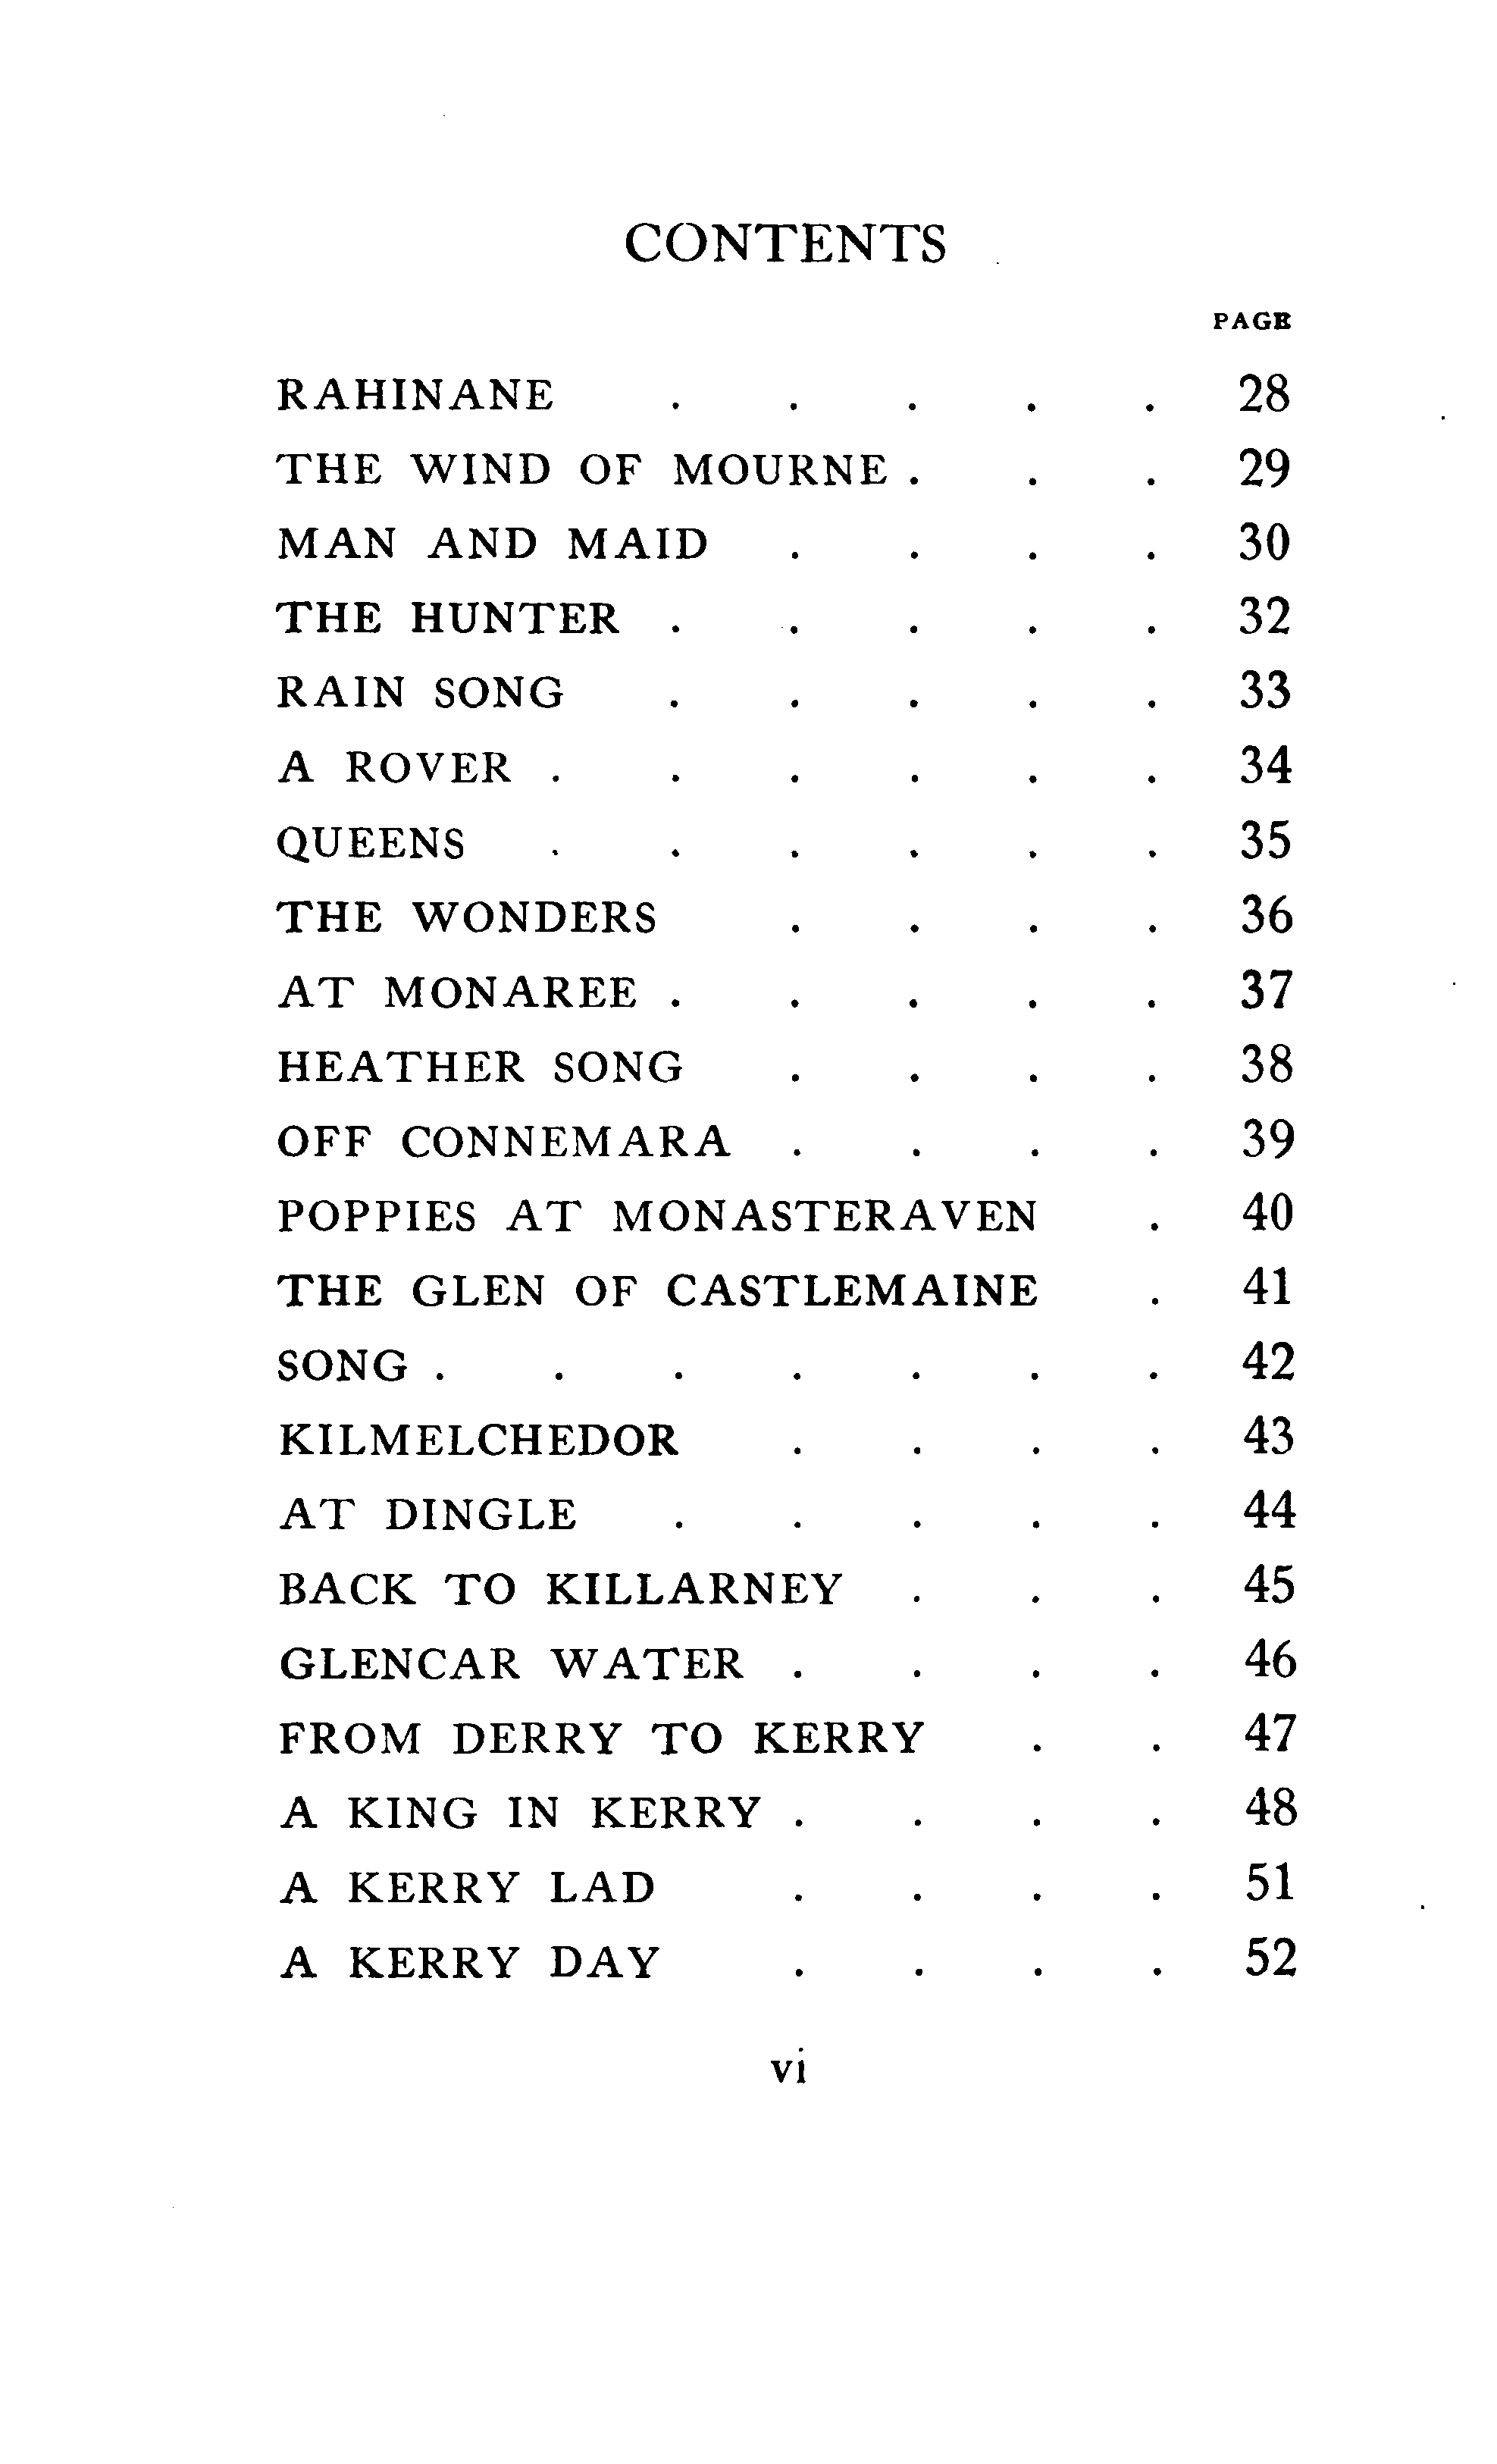 CONTENTS
PAGE
RAHINANE . . . . . 28
THE WIND OF MOURNE . . . 29
MAN AND MAID . . . . 30
THE HUNTER . . . . . 32
RAIN SONG . . . . . 33
A ROVER . . . . . . 34
QUEENS . . . . . . 35
THE WONDERS . . . . 36
AT MONAREE . . . . . 37
HEATHER SONG . . . . 38
OFF CONNEMARA . . . . 39
POPPIES AT MONASTERAVEN . 40
THE GLEN OF CASTLEMAINE . 41
SONG . . . . . . . 42
KILMELCHEDOR . . . . 43
AT DINGLE . . . . . 44
BACK TO KILLARNEY . . . 45
GLENCAR WATER . . . . 46
FROM DERRY TO KERRY . . 47
A KING IN KERRY . . . . 48
A KERRY LAD . . . . 51
A KERRY DAY . . . . 52
vi